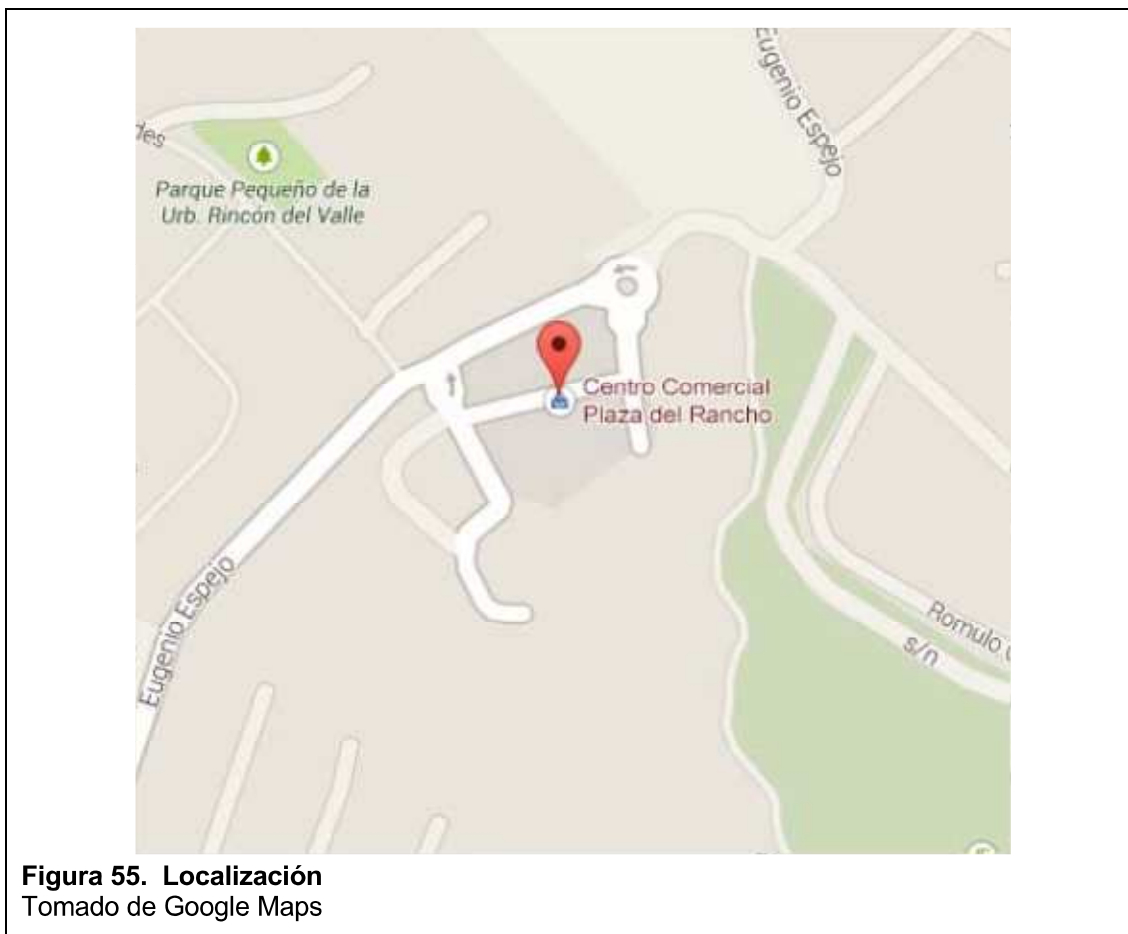 Eugenio Espejo
des
Parque Pequeño de la
Urb. Rincón del Valle
Centro Comercial
Plaza del Rancho
Eugenio Espejo
Romulo
s/n
Figura 55. Localización
Tomado de Google Maps